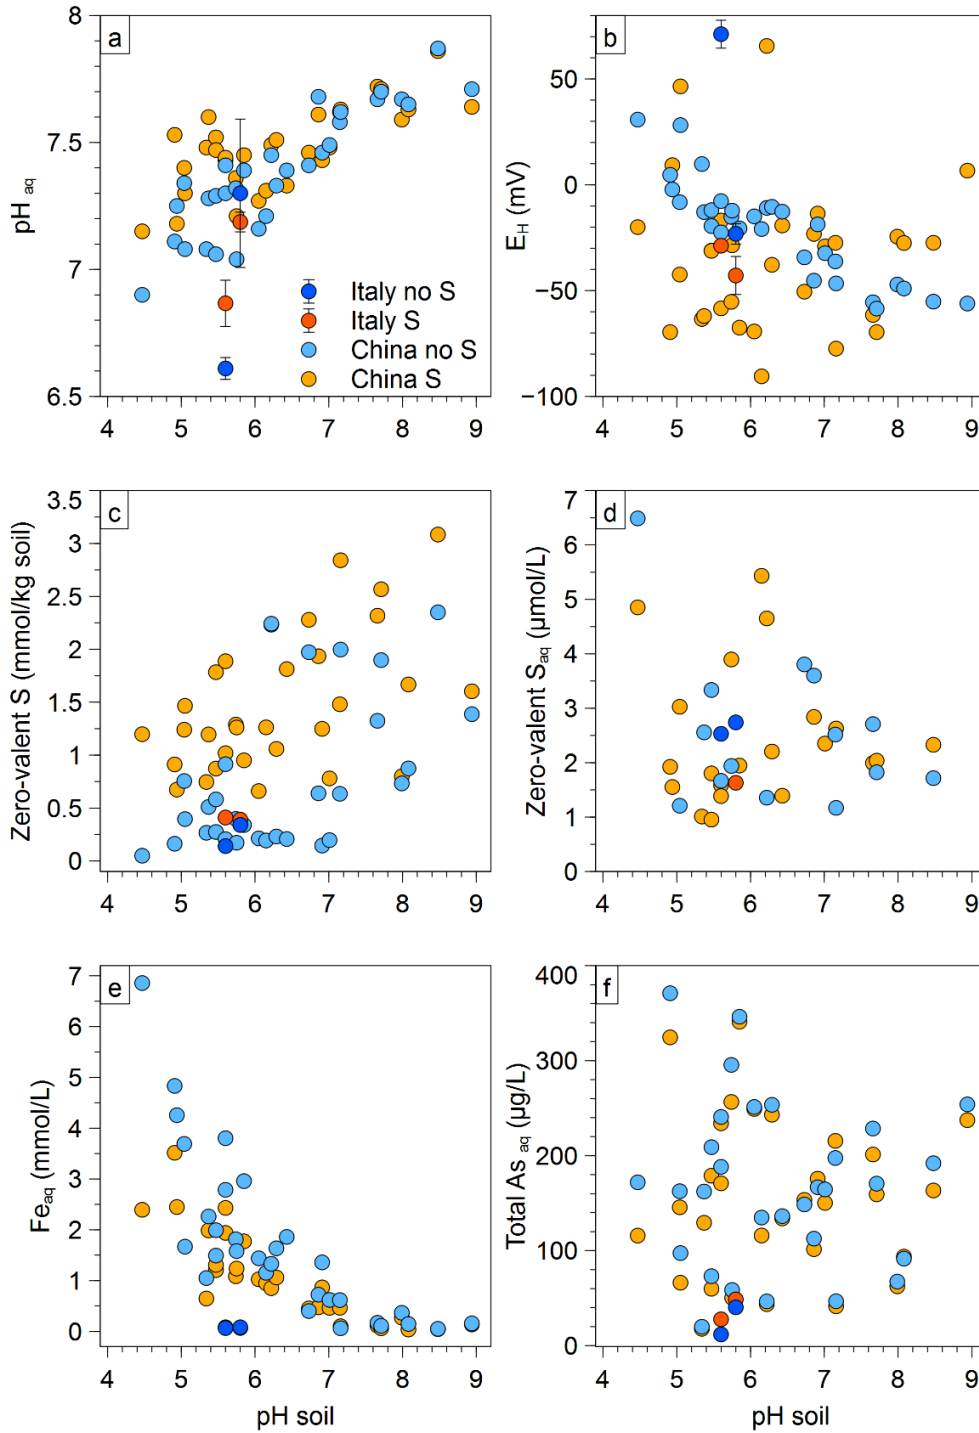 a
8
7.5
7
6.5
pH aq
4 5 6 7 8 9
Italy no S
Italy S
China no S
China S
b
50
0
−50
−100
EH (mV)
4 5 6 7 8 9
c
3.5
3
2.5
2
1.5
1
0.5
0
Zero-valent S (mmol/kg soil)
4 5 6 7 8 9
d
7
6
5
4
3
2
1
0
Zero-valent Saq (μmol/L)
4 5 6 7 8 9
e
7
6
5
4
3
2
1
0
Feaq (mmol/L)
4 5 6 7 8 9
pH soil
f
400
300
200
100
0
Total As aq (μg/L)
4 5 6 7 8 9
pH soil